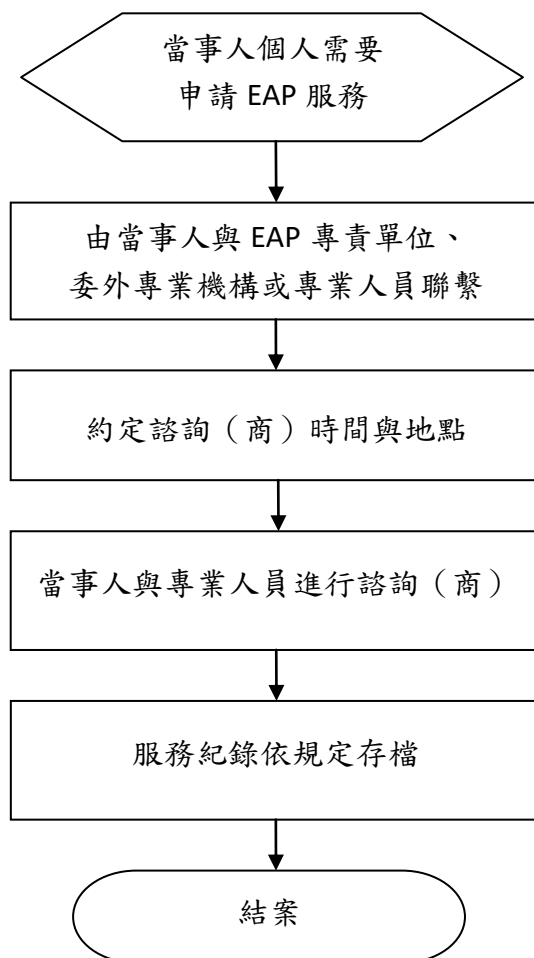 當事人個人需要
申請 EAP 服務
由當事人與 EAP 專責單位、
委外專業機構或專業人員聯繫
約定諮詢（商）時間與地點
當事人與專業人員進行諮詢（商）
服務紀錄依規定存檔
結案